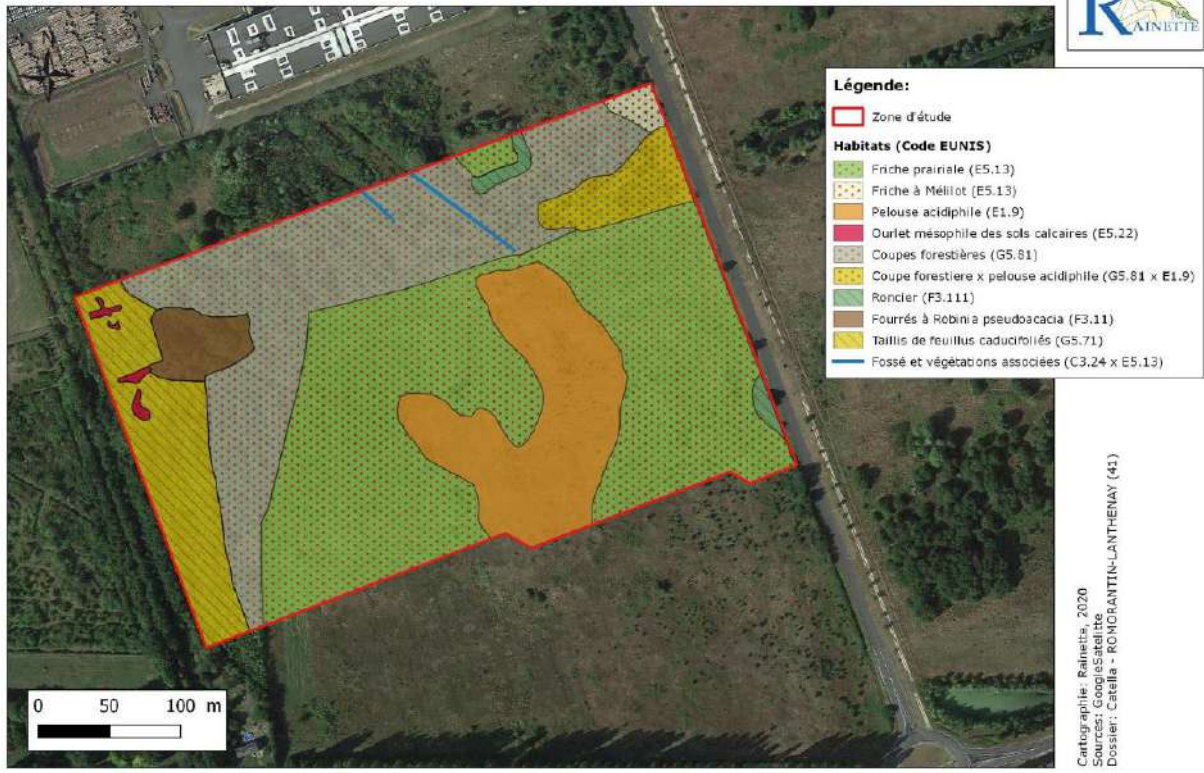 RAINETTE
Légende:
Zone d'étude
Habitats (Code EUNIS)
Friche prairiale (E5.13)
Friche à Mélilot (E5.13)
Pelouse acidiphile (E1.9)
Ourlet mésophile des sols calcaires (E5.22)
Coupes forestières (G5.81)
Coupe forestiere x pelouse acidiphile (G5.81 x E1.9)
Roncier (F3.111)
Fourrés à Robinia pseudoacacia (F3.11)
Taillis de feuillus caducifoliés (G5.71)
Fossé et végétations associées (C3.24 x E5.13)
0 50 100 m
Cartographie: Rainette, 2020
Sources: GoogleSatelitte
Dossier: Catella - ROMORANTIN-LANTHENAY (41)